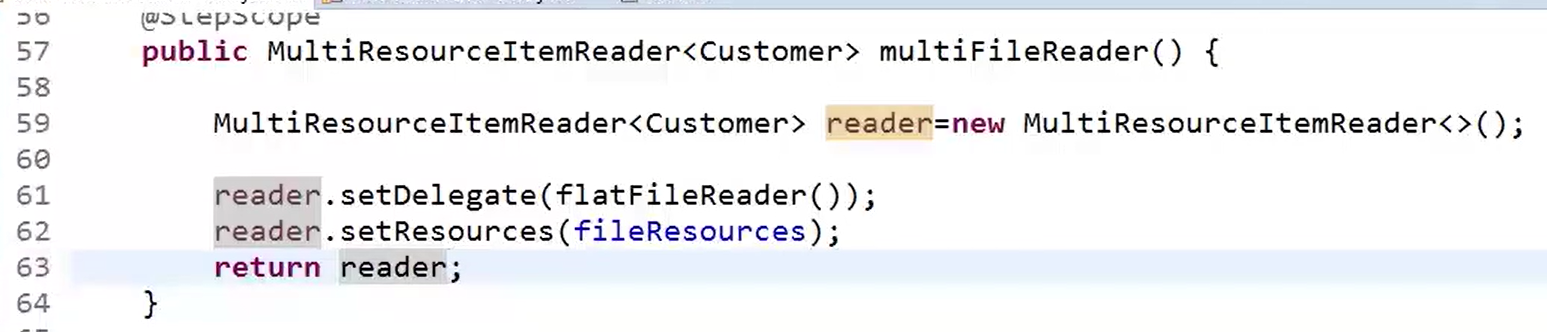 56 @StepScope
57 public MultiResourceItemReader<Customer> multiFileReader() {
58
59 MultiResourceItemReader<Customer> reader=new MultiResourceItemReader<>();
60
61 reader.setDelegate(flatFileReader());
62 reader.setResources(fileResources);
63 return reader;
64 }